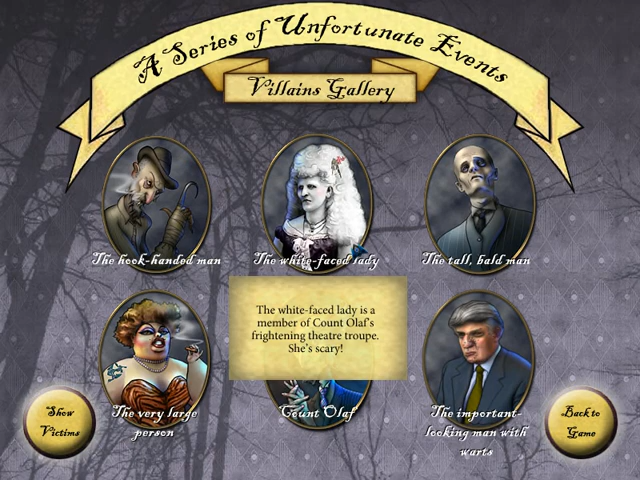 A Series of Unfortunate Events
Villains Gallery
The hook-handed man
The white-faced lady
The tall, bald man
The white-faced lady is a
member of Count Olaf's
frightening theatre troupe.
She's scary!
The very large
person
Count Olaf
The important-
looking man with
warts
Show
Victims
Back to
Game